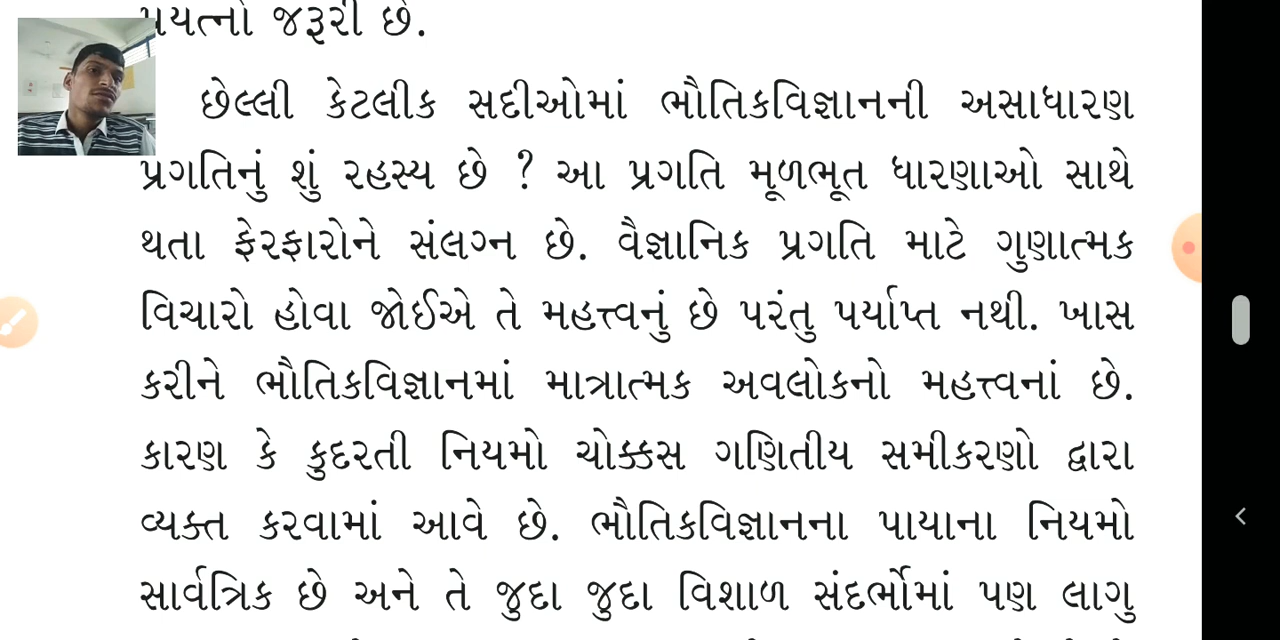 પ્રયત્નો જરૂરી છે.
છેલ્લી કેટલીક સદીઓમાં ભૌતિકવિજ્ઞાનની અસાધારણ
પ્રગતિનું શું રહસ્ય છે ? આ પ્રગતિ મૂળભૂત ધારણાઓ સાથે
થતા ફેરફારોને સંલગ્ન છે. વૈજ્ઞાનિક પ્રગતિ માટે ગુણાત્મક
વિચારો હોવા જોઈએ તે મહત્ત્વનું છે પરંતુ પર્યાપ્ત નથી. ખાસ
કરીને ભૌતિકવિજ્ઞાનમાં માત્રાત્મક અવલોકનો મહત્ત્વનાં છે.
કારણ કે કુદરતી નિયમો ચોક્કસ ગણિતીય સમીકરણો દ્વારા
વ્યક્ત કરવામાં આવે છે. ભૌતિકવિજ્ઞાનના પાયાના નિયમો
સાર્વત્રિક છે અને તે જુદા જુદા વિશાળ સંદર્ભોમાં પણ લાગુ